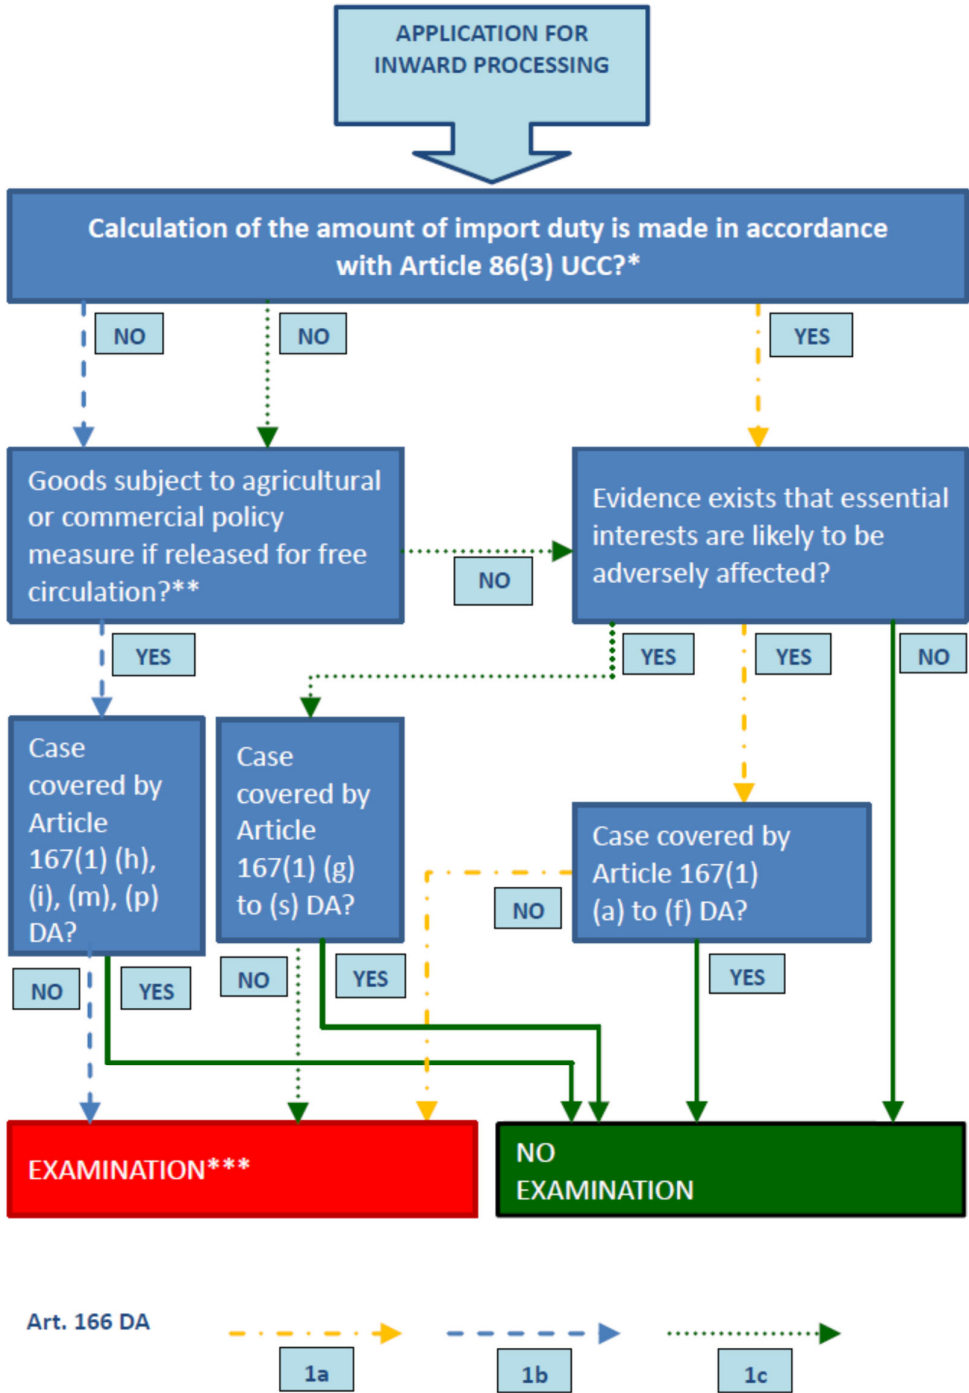 APPLICATION FOR
INWARD PROCESSING
Calculation of the amount of import duty is made in accordance
with Article 86(3) UCC?*
NO
NO
YES
Goods subject to agricultural
or commercial policy
measure if released for free
circulation?**
NO
Evidence exists that essential
interests are likely to be
adversely affected?
YES
YES
YES
NO
Case
covered by
Article
167(1) (h),
(i), (m), (p)
DA?
Case
covered by
Article
167(1) (g)
to (s) DA?
Case covered by
Article 167(1)
(a) to (f) DA?
NO
YES
NO
YES
NO
YES
EXAMINATION***
NO
EXAMINATION
Art. 166 DA
1a
1b
1c